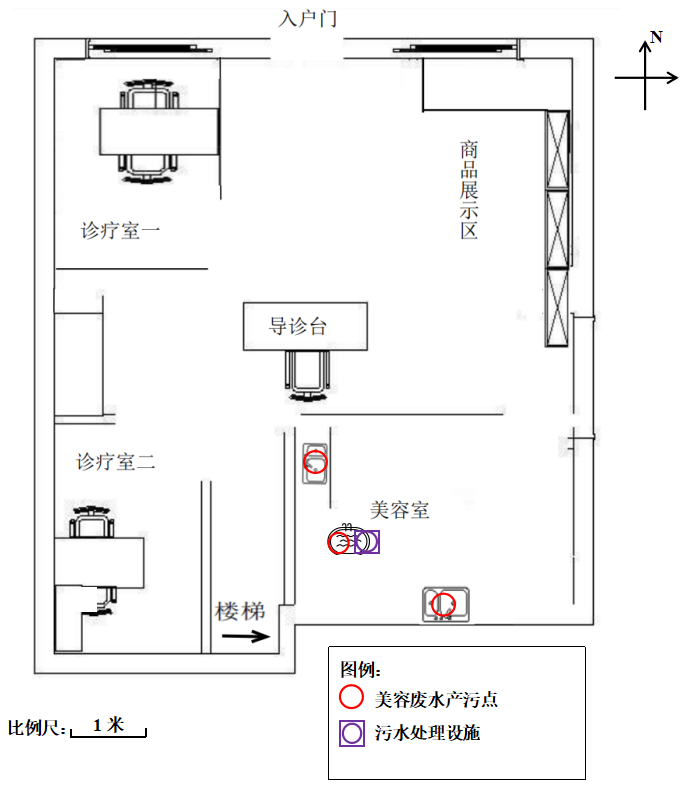 入户门
N
商品展示区
诊疗室一
导诊台
诊疗室二
美容室
楼梯
图例：
美容废水产污点
污水处理设施
比例尺： 1 米